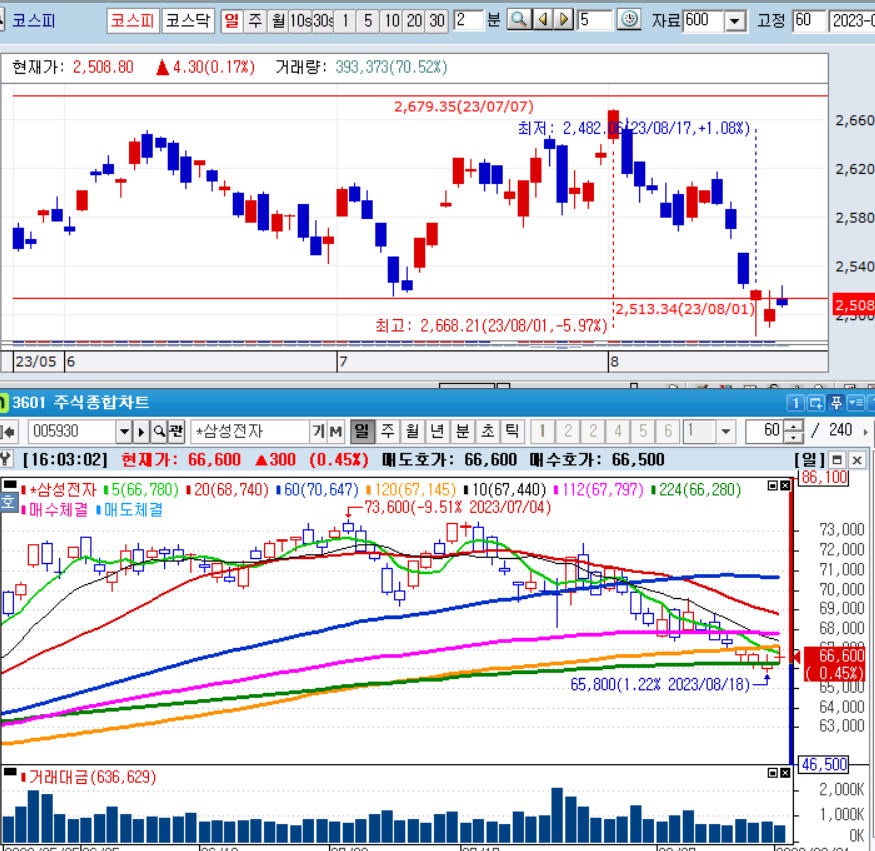 코스피 코스피 코스닥 일 주 월 10s 30s 1 5 10 20 30 2 분 5 자료 600 고정 60 2023-0
현재가: 2,508.80 ▲ 4.30(0.17%) 거래량: 393,373(70.52%)
2,679.35(23/07/07)
최저: 2,482.06(23/08/17,+1.08%)
2,660
2,620
2,580
2,540
2,508
2,513.34(23/08/01)
최고: 2,668.21(23/08/01,-5.97%)
23/05 6 7 8
3601 주식종합차트 1
005930 관 *삼성전자 기 M 일 주 월 년 분 초 틱 1 2 2 4 5 6 1 60 / 240
[16:03:02] 현재가: 66,600 ▲300 (0.45%) 매도호가: 66,600 매수호가: 66,500 [일]
*삼성전자 5(66,780) 20(68,740) 60(70,647) 120(67,145) 10(67,440) 112(67,797) 224(66,280)
86,100
호 매수체결 매도체결
73,600(-9.51% 2023/07/04)
73,000
72,000
71,000
70,000
69,000
68,000
66,600
( 0.45%)
65,000
64,000
63,000
65,800(1.22% 2023/08/18)
46,500
거래대금(636,629)
2,000K
1,000K
0K